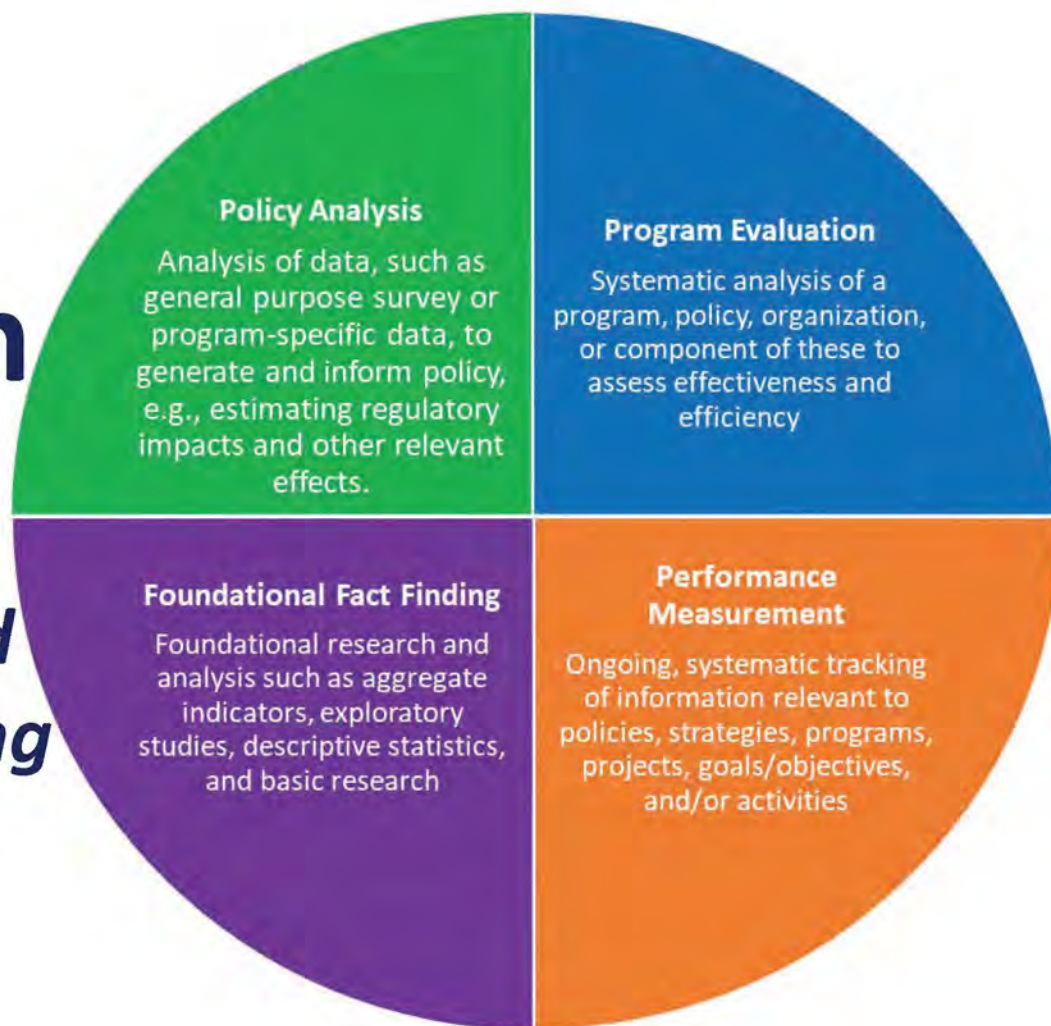 Policy Analysis
Analysis of data, such as
general purpose survey or
program-specific data, to
generate and inform policy,
e.g., estimating regulatory
impacts and other relevant
effects.
Program Evaluation
Systematic analysis of a
program, policy, organization,
or component of these to
assess effectiveness and
efficiency
Foundational Fact Finding
Foundational research and
analysis such as aggregate
indicators, exploratory
studies, descriptive statistics,
and basic research
Performance
Measurement
Ongoing, systematic tracking
of information relevant to
policies, strategies, programs,
projects, goals/objectives,
and/or activities